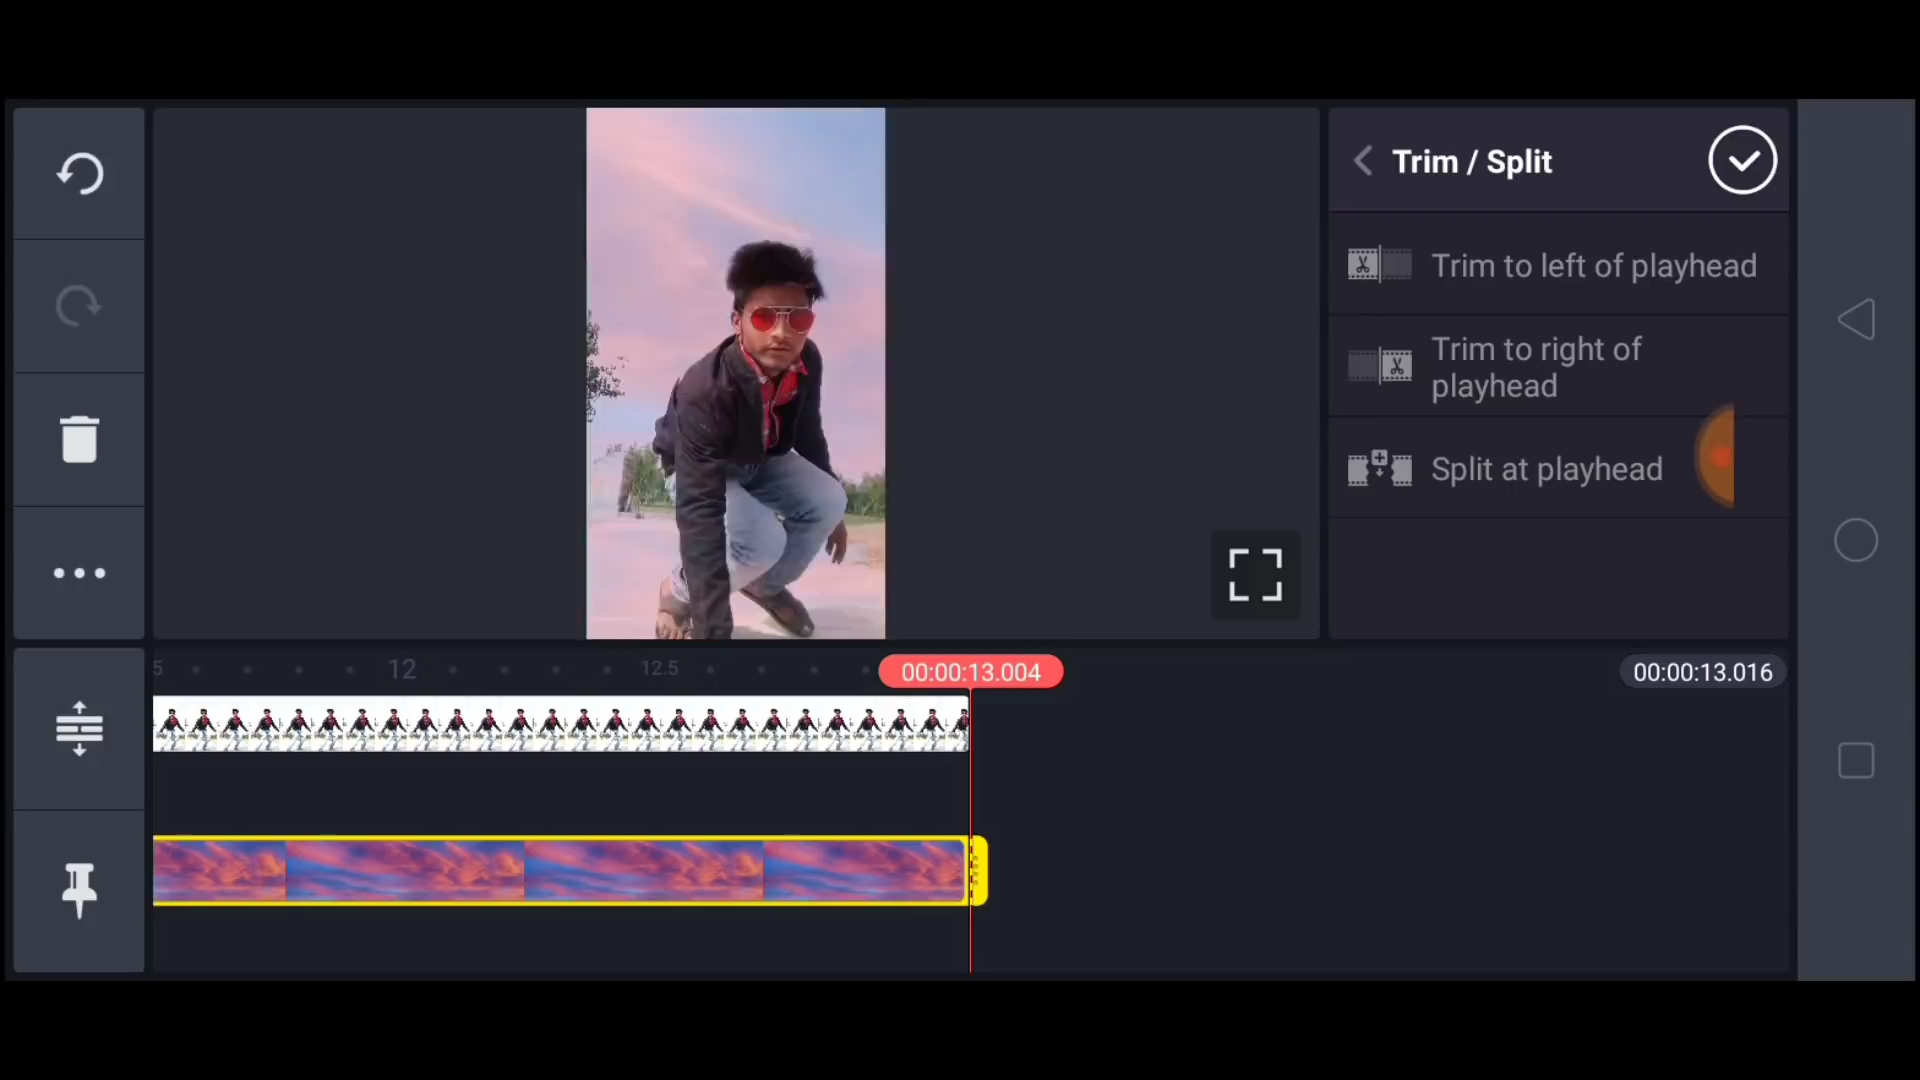 Trim / Split
Trim to left of playhead
Trim to right of
playhead
Split at playhead
5
12
12.5
00:00:13.004
00:00:13.016